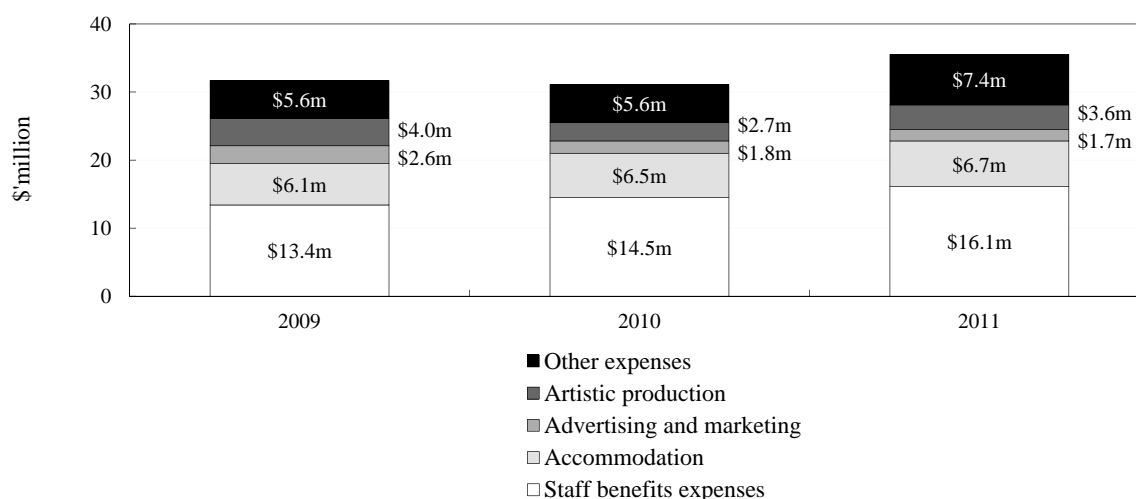 40
30
20
10
0
$'million
$5.6m
$4.0m
$2.6m
$6.1m
$13.4m
$5.6m
$2.7m
$1.8m
$6.5m
$14.5m
$7.4m
$3.6m
$1.7m
$6.7m
$16.1m
2009 2010 2011
Other expenses
Artistic production
Advertising and marketing
Accommodation
Staff benefits expenses